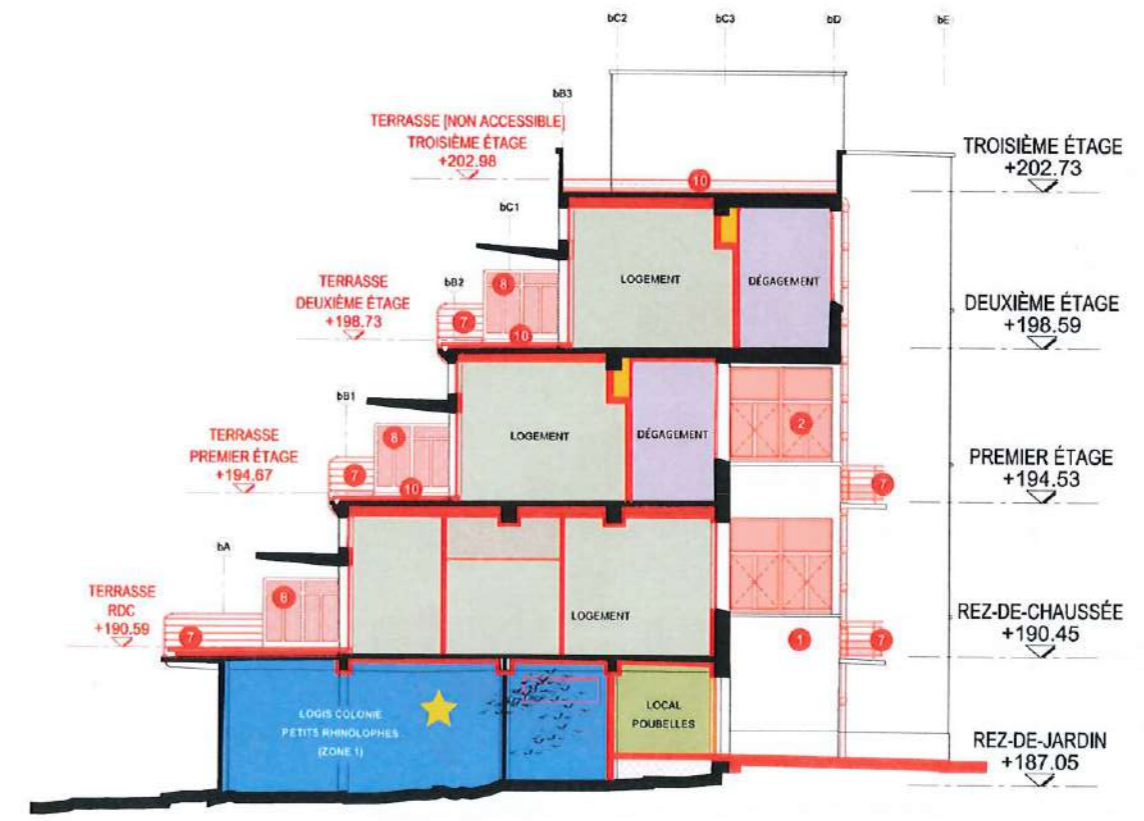 bC2
bC3
bD
bE
bB3
TERRASSE [NON ACCESSIBLE]
TROISIÈME ÉTAGE
+202.98
TROISIÈME ÉTAGE
+202.73
10
bC1
LOGEMENT
DÉGAGEMENT
TERRASSE
DEUXIÈME ÉTAGE
+198.73
bB2
8
7
10
DEUXIÈME ÉTAGE
+198.59
bB1
LOGEMENT
DÉGAGEMENT
2
TERRASSE
PREMIER ÉTAGE
+194.67
8
7
10
PREMIER ÉTAGE
+194.53
7
bA
TERRASSE
RDC
+190.59
8
7
LOGEMENT
1
7
REZ-DE-CHAUSSÉE
+190.45
LOGIS COLONIE
PETITS RHINOLOPHES
(ZONE 1)
LOCAL
POUBELLES
REZ-DE-JARDIN
+187.05